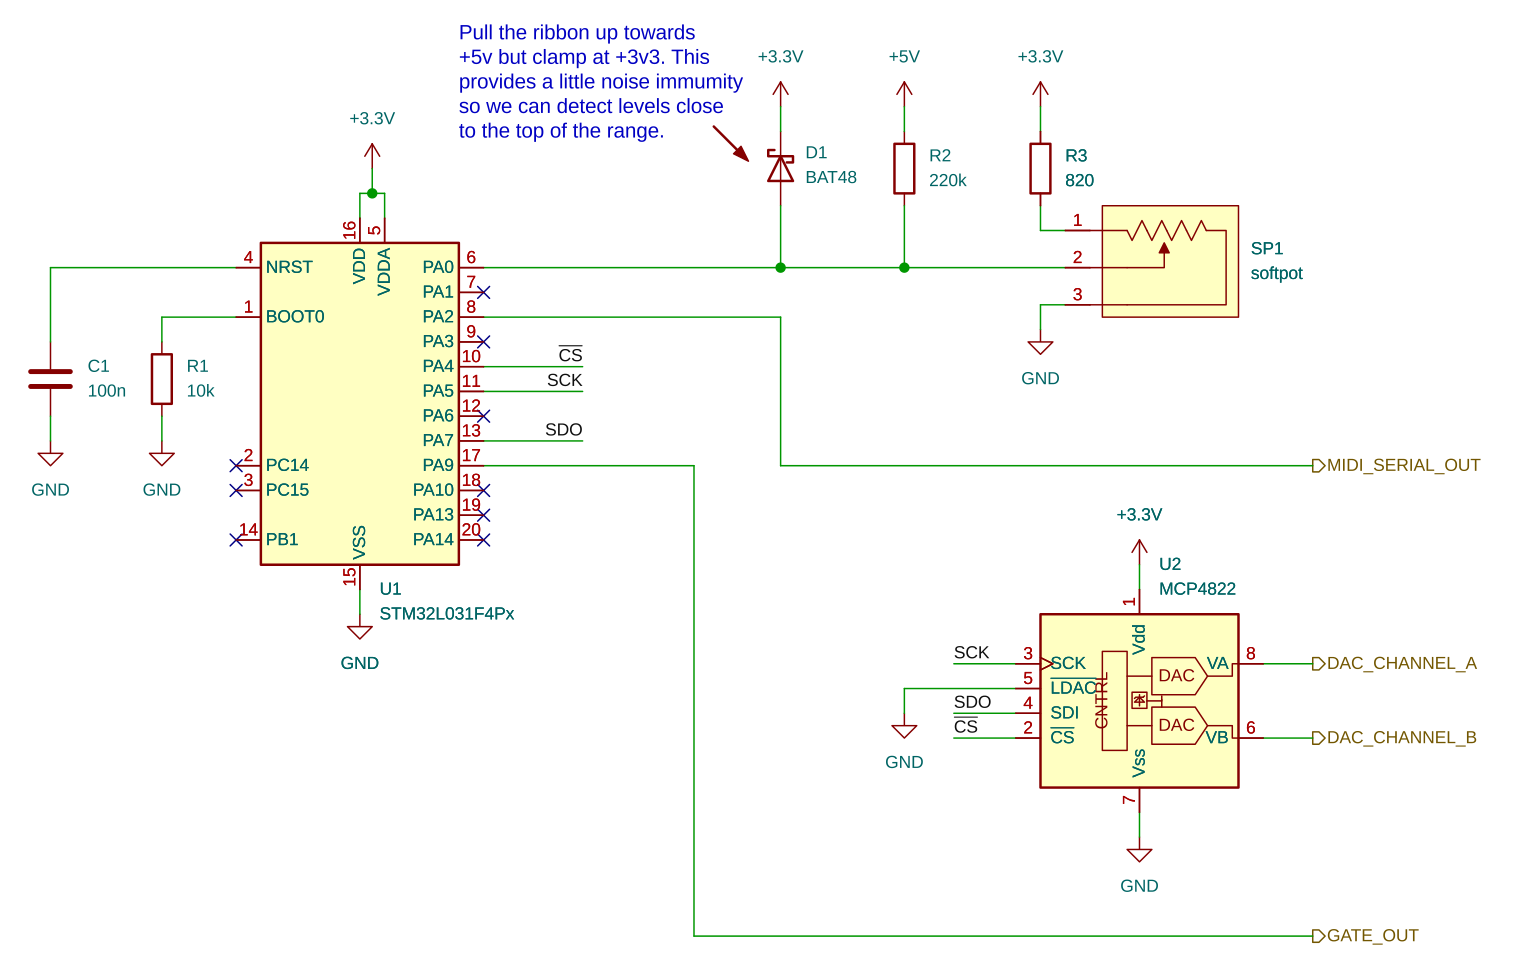 Pull the ribbon up towards
+5v but clamp at +3v3. This
provides a little noise immumity
so we can detect levels close
to the top of the range.
+3.3V
+5V
+3.3V
+3.3V
D1
BAT48
R2
220k
R3
820
1
2
3
SP1
softpot
GND
16
5
4
NRST
VDD
VDDA
1
BOOT0
PA0
6
PA1
7
PA2
8
PA3
9
PA4
10
CS
PA5
11
SCK
PA6
12
PA7
13
SDO
PA9
17
PA10
18
PA13
19
PA14
20
C1
100n
R1
10k
GND
GND
2
PC14
3
PC15
14
PB1
VSS
15
U1
STM32L031F4Px
GND
MIDI_SERIAL_OUT
+3.3V
U2
MCP4822
1
Vdd
SCK
3
SCK
5
LDAC
SDO
4
SDI
CS
2
CS
CNTRL
DAC
DAC
VA
8
VB
6
DAC_CHANNEL_A
DAC_CHANNEL_B
GND
Vss
7
GND
GATE_OUT